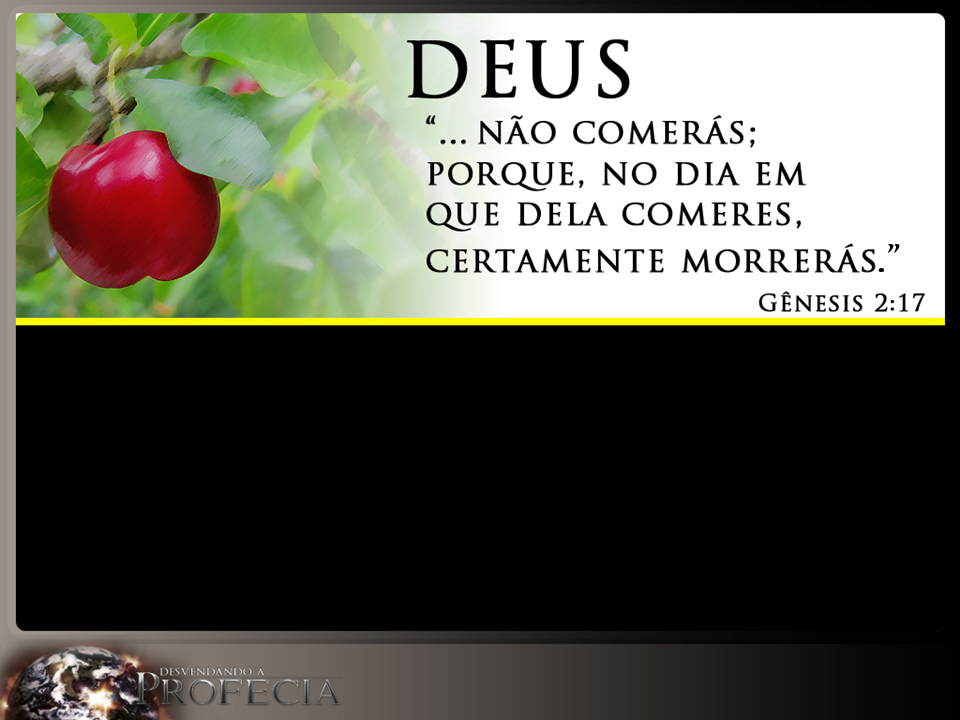 DEUS
“... NÃO COMERÁS;
PORQUE, NO DIA EM
QUE DELA COMERES,
CERTAMENTE MORRERÁS.”
GÊNESIS 2:17
DESVENDANDO A
PROFECIA